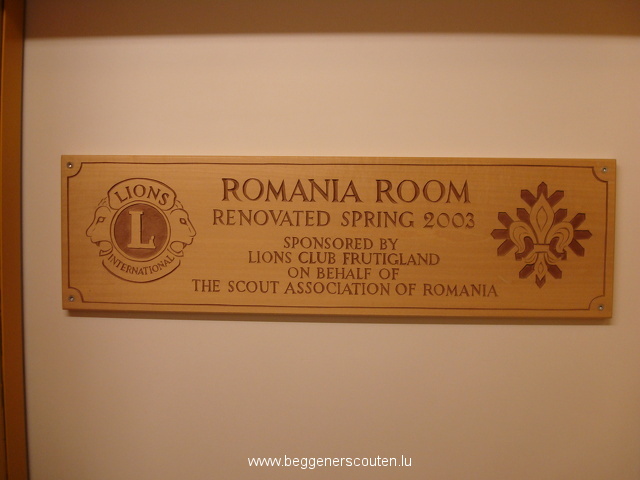 LIONS
L
INTERNATIONAL
ROMANIA ROOM
RENOVATED SPRING 2003
SPONSORED BY
LIONS CLUB FRUTIGLAND
ON BEHALF OF
THE SCOUT ASSOCIATION OF ROMANIA
www.beggenerscouten.lu